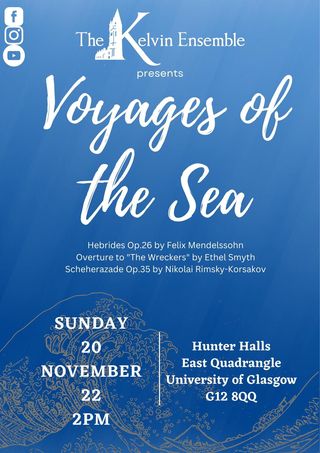 The Kelvin Ensemble
presents
Voyages of
the Sea
Hebrides Op.26 by Felix Mendelssohn
Overture to "The Wreckers" by Ethel Smyth
Scheherazade Op.35 by Nikolai Rimsky-Korsakov
SUNDAY
20
NOVEMBER
22
2PM
Hunter Halls
East Quadrangle
University of Glasgow
G12 8QQ